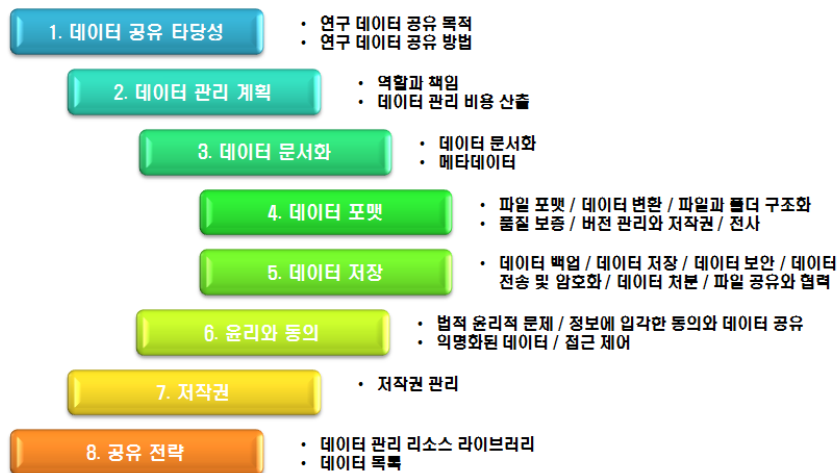 1. 데이터 공유 타당성
• 연구 데이터 공유 목적
• 연구 데이터 공유 방법
2. 데이터 관리 계획
• 역할과 책임
• 데이터 관리 비용 산출
3. 데이터 문서화
• 데이터 문서화
• 메타데이터
4. 데이터 포맷
• 파일 포맷 / 데이터 변환 / 파일과 폴더 구조화
• 품질 보증 / 버전 관리와 저작권 / 전사
5. 데이터 저장
• 데이터 백업 / 데이터 저장 / 데이터 보안 / 데이터
전송 및 암호화 / 데이터 처분 / 파일 공유와 협력
6. 윤리와 동의
• 법적 윤리적 문제 / 정보에 입각한 동의와 데이터 공유
• 익명화된 데이터 / 접근 제어
7. 저작권
• 저작권 관리
8. 공유 전략
• 데이터 관리 리소스 라이브러리
• 데이터 목록